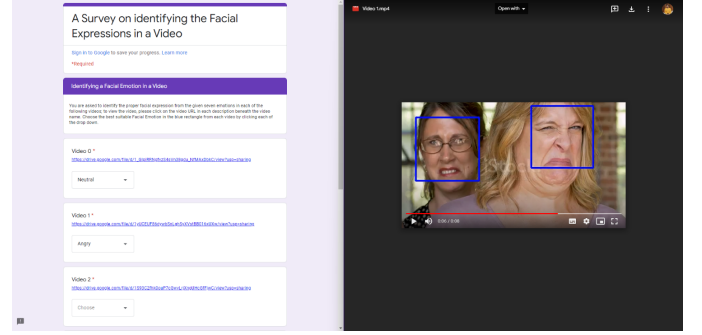 A Survey on identifying the Facial
Expressions in a Video
Sign in to Google to save your progress. Learn more
*Required
Identifying a Facial Emotion in a Video
You are asked to identify the proper facial expression from the given seven emotions in each of the
following videos; to view the video, please click on the video URL in each description beneath the video
name. Choose the best suitable Facial Emotion in the blue rectangle from each video by clicking each of
the drop down
Video 0 *
Neutral
Video 1 *
Angry
Video 2 *
Choose
Video 1.mp4
Open with
0:06 / 0:08